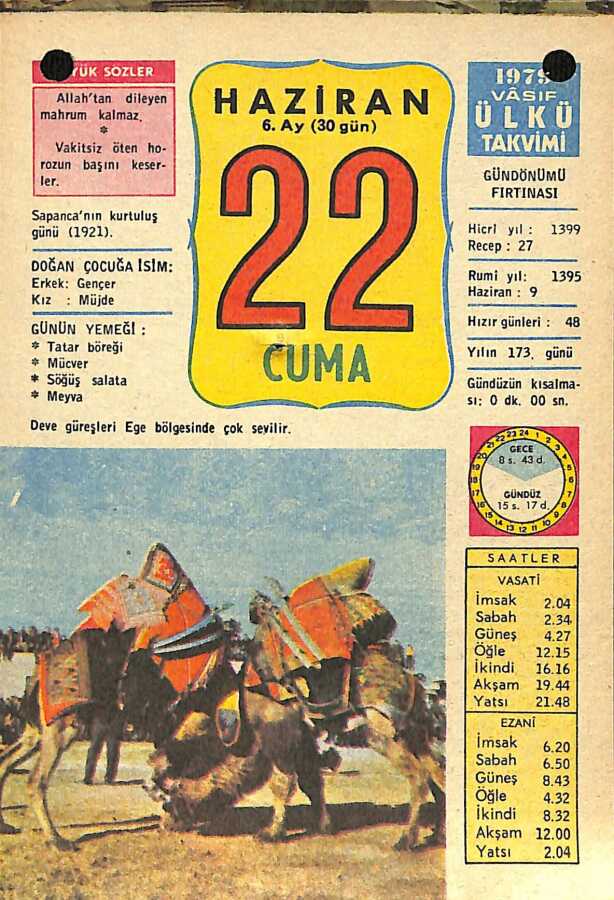 YÜK SÖZLER
Allah'tan dileyen
mahrum kalmaz.
*
Vakitsiz öten ho-
rozun başını keser-
ler.
Sapanca'nın kurtuluş
günü (1921).
DOĞAN ÇOCUĞA İSİM:
Erkek: Gençer
Kız : Müjde
GÜNÜN YEMEĞİ :
* Tatar böreği
* Mücver
* Söğüş salata
* Meyva
HAZİRAN
6. Ay (30 gün)
22
CUMA
1979
VÂSIF
ÜLKÜ
TAKVİMİ
GÜNDÖNÜMÜ
FIRTINASI
Hicrî yıl : 1399
Recep : 27
Rumî yıl: 1395
Haziran : 9
Hızır günleri : 48
Yılın 173. günü
Gündüzün kısalma-
sı: 0 dk. 00 sn.
Deve güreşleri Ege bölgesinde çok sevilir.
GECE
8 s. 43 d.
GÜNDÜZ
15 s. 17 d.
SAATLER
VASATİ
İmsak 2.04
Sabah 2.34
Güneş 4.27
Öğle 12.15
İkindi 16.16
Akşam 19.44
Yatsı 21.48
EZANİ
İmsak 6.20
Sabah 6.50
Güneş 8.43
Öğle 4.32
İkindi 8.32
Akşam 12.00
Yatsı 2.04